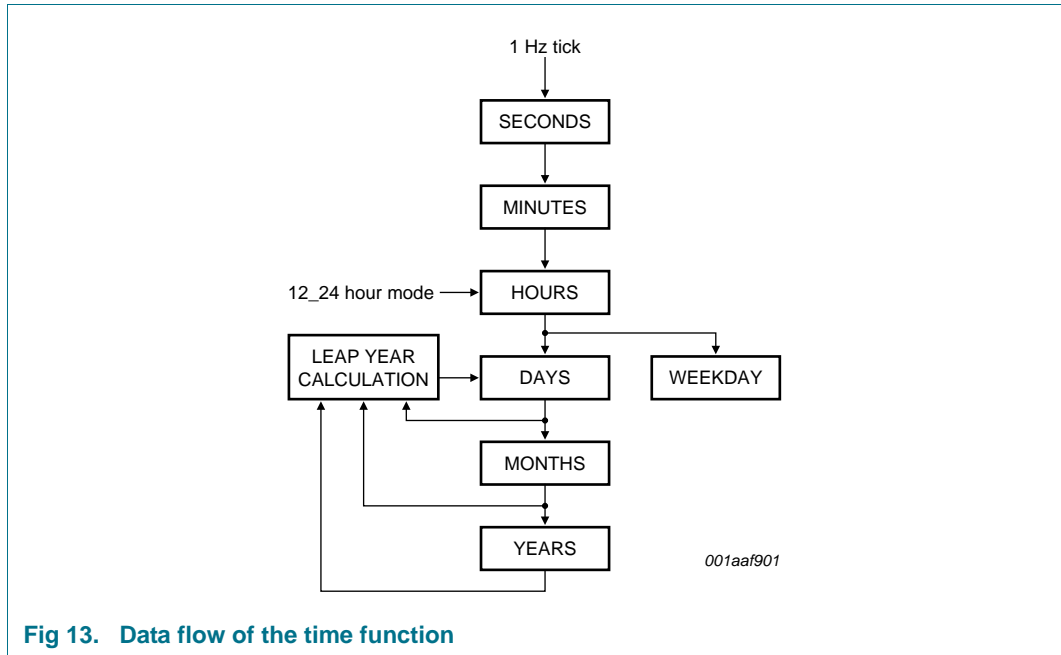 1 Hz tick
SECONDS
MINUTES
12_24 hour mode
HOURS
LEAP YEAR
CALCULATION
DAYS
WEEKDAY
MONTHS
YEARS
001aaf901
Fig 13. Data flow of the time function